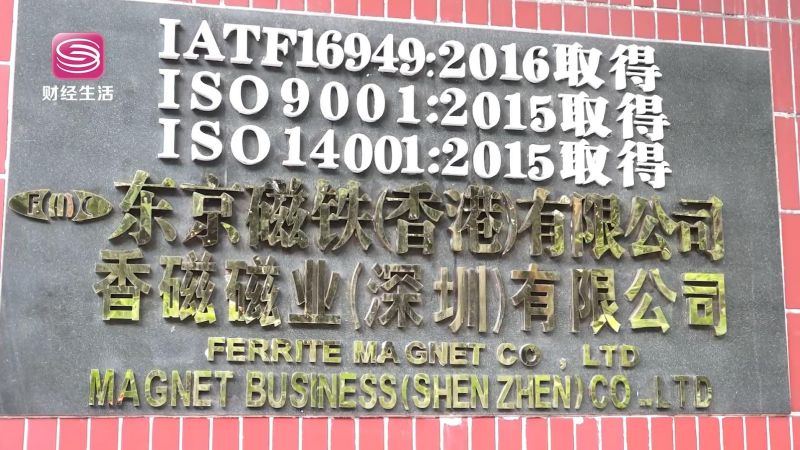 财经生活
IATF16949:2016取得
ISO9001:2015取得
ISO14001:2015取得
东京磁铁(香港)有限公司
香磁磁业(深圳)有限公司
FERRITE MAGNET CO , LTD
MAGNET BUSINESS(SHEN ZHEN)CO .,LTD